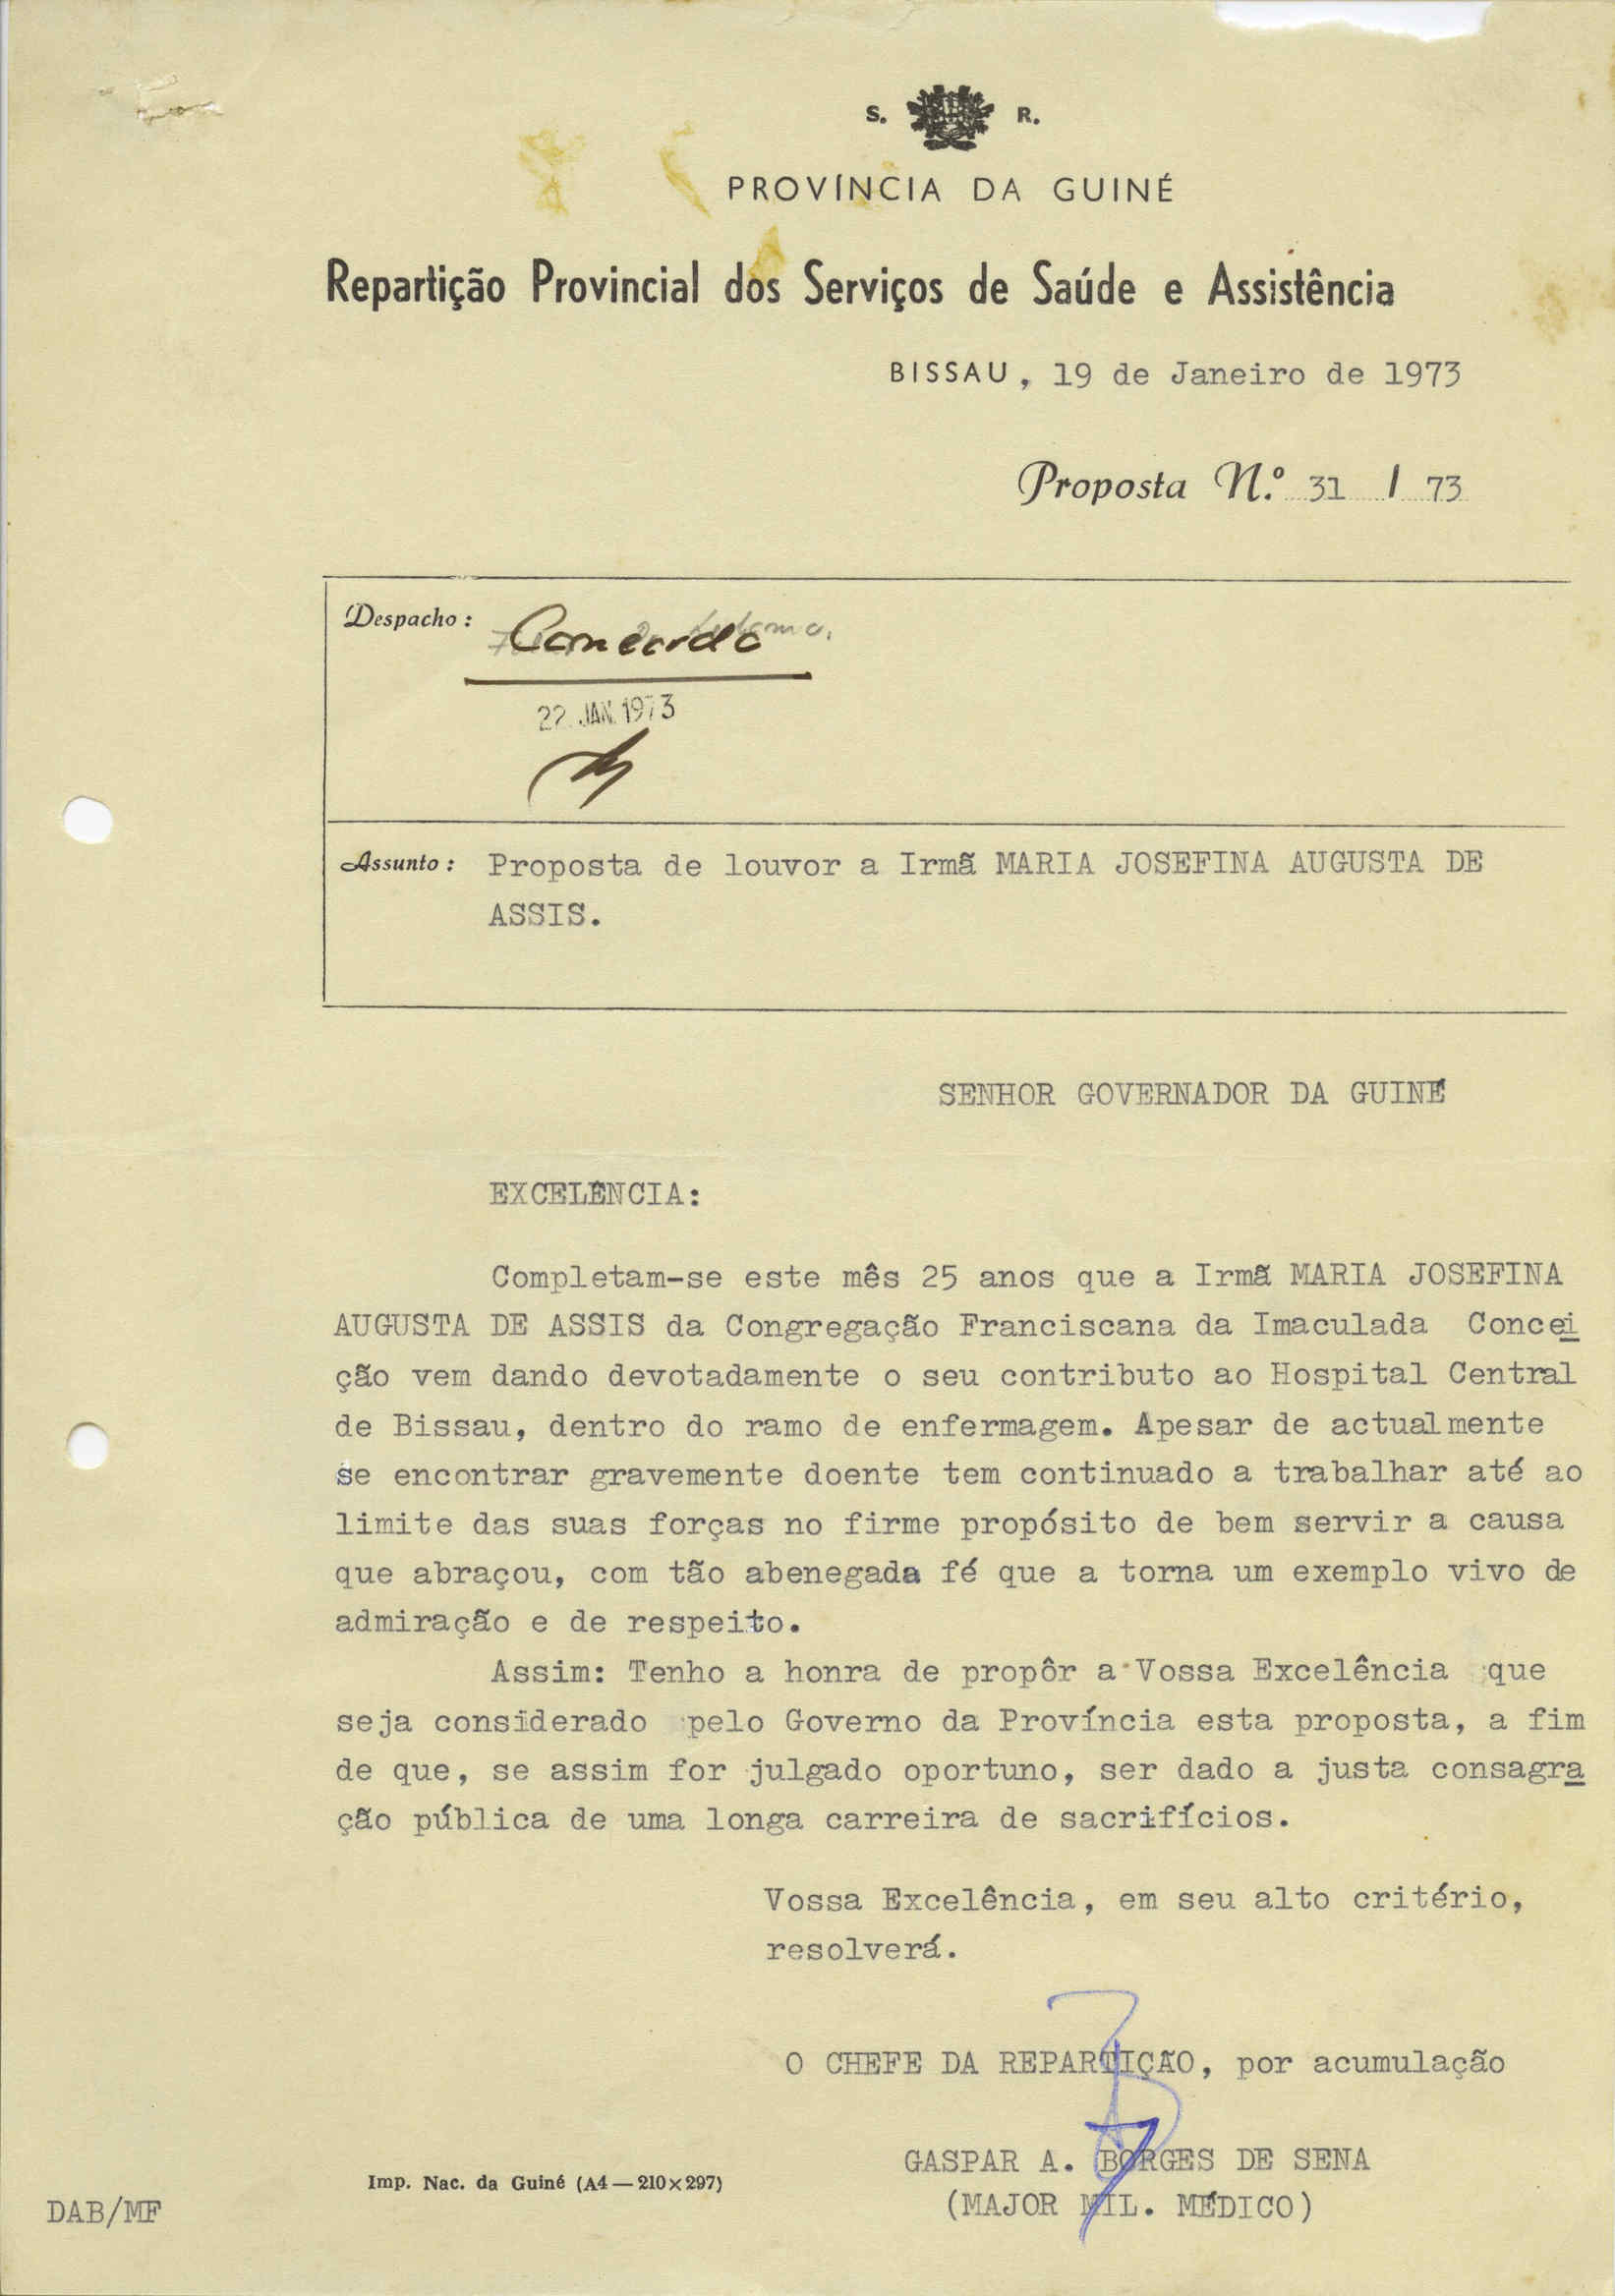 S. R.
PROVÍNCIA DA GUINÉ
Repartição Provincial dos Serviços de Saúde e Assistência
BISSAU, 19 de Janeiro de 1973
Proposta N.º 31 / 73
Despacho: Concordo
22. JAN. 1973
Assunto: Proposta de louvor a Irmã MARIA JOSEFINA AUGUSTA DE
ASSIS.
SENHOR GOVERNADOR DA GUINÉ
EXCELÊNCIA:
Completam-se este mês 25 anos que a Irmã MARIA JOSEFINA
AUGUSTA DE ASSIS da Congregação Franciscana da Imaculada Concei
ção vem dando devotadamente o seu contributo ao Hospital Central
de Bissau, dentro do ramo de enfermagem. Apesar de actualmente
se encontrar gravemente doente tem continuado a trabalhar até ao
limite das suas forças no firme propósito de bem servir a causa
que abraçou, com tão abenegada fé que a torna um exemplo vivo de
admiração e de respeito.
Assim: Tenho a honra de propôr a Vossa Excelência que
seja considerado pelo Governo da Província esta proposta, a fim
de que, se assim for julgado oportuno, ser dado a justa consagra
ção pública de uma longa carreira de sacrifícios.
Vossa Excelência, em seu alto critério,
resolverá.
O CHEFE DA REPARTIÇÃO, por acumulação
GASPAR A. BORGES DE SENA
(MAJOR MIL. MÉDICO)
Imp. Nac. da Guiné (A4 — 210×297)
DAB/MF